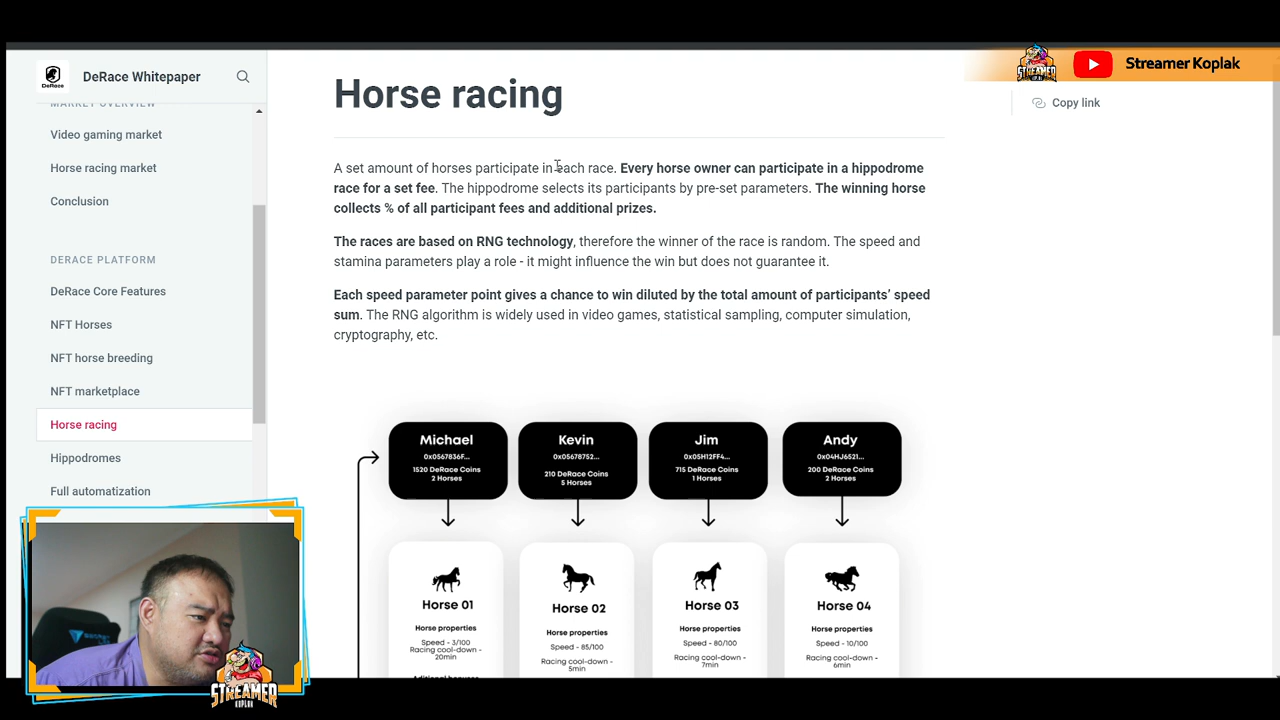 DeRace
DeRace Whitepaper
STREAMER
KOPLAK
Streamer Koplak
MARKET OVERVIEW
Video gaming market
Horse racing market
Conclusion
DERACE PLATFORM
DeRace Core Features
NFT Horses
NFT horse breeding
NFT marketplace
Horse racing
Hippodromes
Full automatization
Horse racing
Copy link
A set amount of horses participate in each race. Every horse owner can participate in a hippodrome
race for a set fee. The hippodrome selects its participants by pre-set parameters. The winning horse
collects % of all participant fees and additional prizes.
The races are based on RNG technology, therefore the winner of the race is random. The speed and
stamina parameters play a role - it might influence the win but does not guarantee it.
Each speed parameter point gives a chance to win diluted by the total amount of participants’ speed
sum. The RNG algorithm is widely used in video games, statistical sampling, computer simulation,
cryptography, etc.
Michael
0x0567836F...
1520 DeRace Coins
2 Horses
Kevin
0x05678752...
210 DeRace Coins
5 Horses
Jim
0x05H12FF4...
715 DeRace Coins
1 Horses
Andy
0x04HJ6521...
200 DeRace Coins
2 Horses
Horse 01
Horse properties
Speed - 3/100
Racing cool-down -
20min
Horse 02
Horse properties
Speed - 85/100
Racing cool-down -
5min
Horse 03
Horse properties
Speed - 80/100
Racing cool-down -
7min
Horse 04
Horse properties
Speed - 10/100
Racing cool-down -
6min
STREAMER
KOPLAK